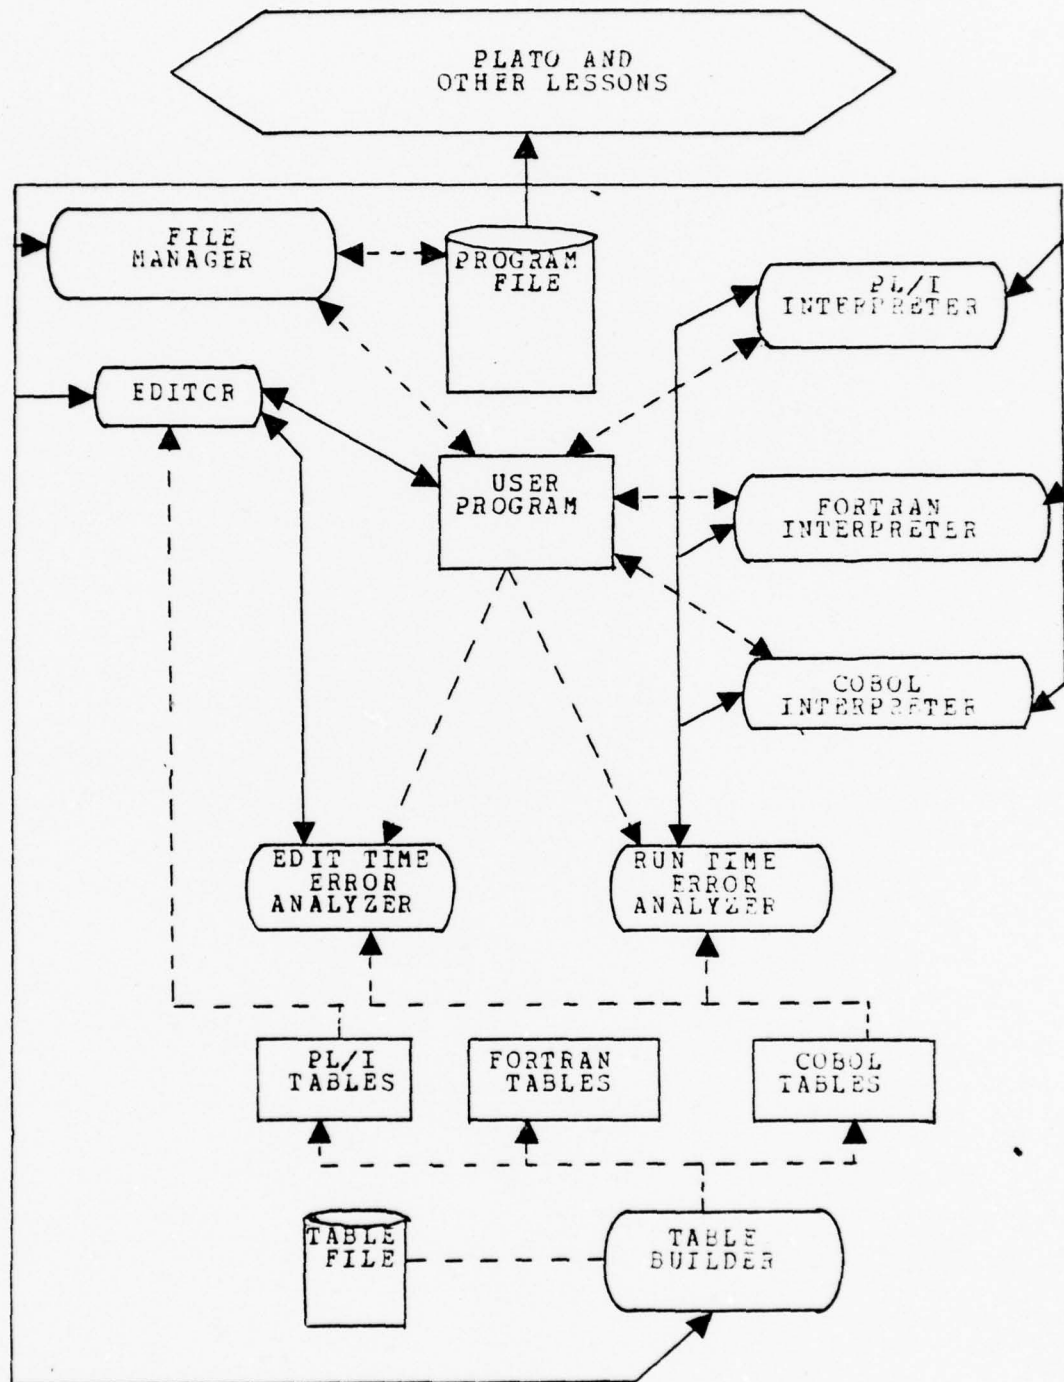 PLATO AND
OTHER LESSONS
FILE
MANAGER
PROGRAM
FILE
PL/I
INTERPRETER
EDITOR
USER
PROGRAM
FORTRAN
INTERPRETER
COBOL
INTERPRETER
EDIT TIME
ERROR
ANALYZER
RUN TIME
ERROR
ANALYZER
PL/I
TABLES
FORTRAN
TABLES
COBOL
TABLES
TABLE
FILE
TABLE
BUILDER